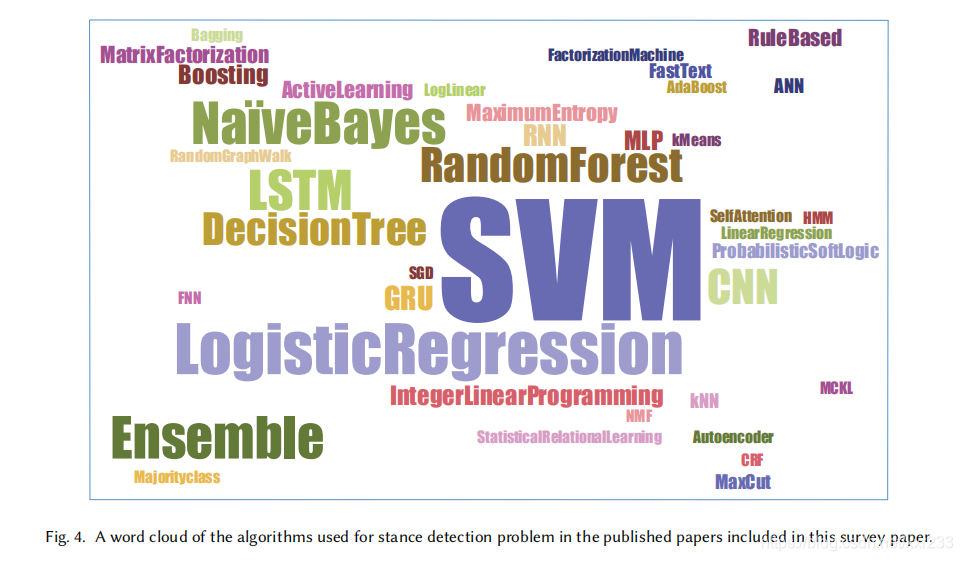 Bagging
RuleBased
MatrixFactorization
FactorizationMachine
Boosting
FastText
ActiveLearning
LogLinear
AdaBoost
ANN
NaïveBayes
MaximumEntropy
RNN
MLP
kMeans
RandomGraphWalk
RandomForest
LSTM
DecisionTree
SVM
SelfAttention
HMM
LinearRegression
ProbabilisticSoftLogic
SGD
CNN
FNN
GRU
LogisticRegression
IntegerLinearProgramming
MCKL
kNN
NMF
Ensemble
StatisticalRelationalLearning
Autoencoder
CRF
Majorityclass
MaxCut
Fig. 4. A word cloud of the algorithms used for stance detection problem in the published papers included in this survey paper.